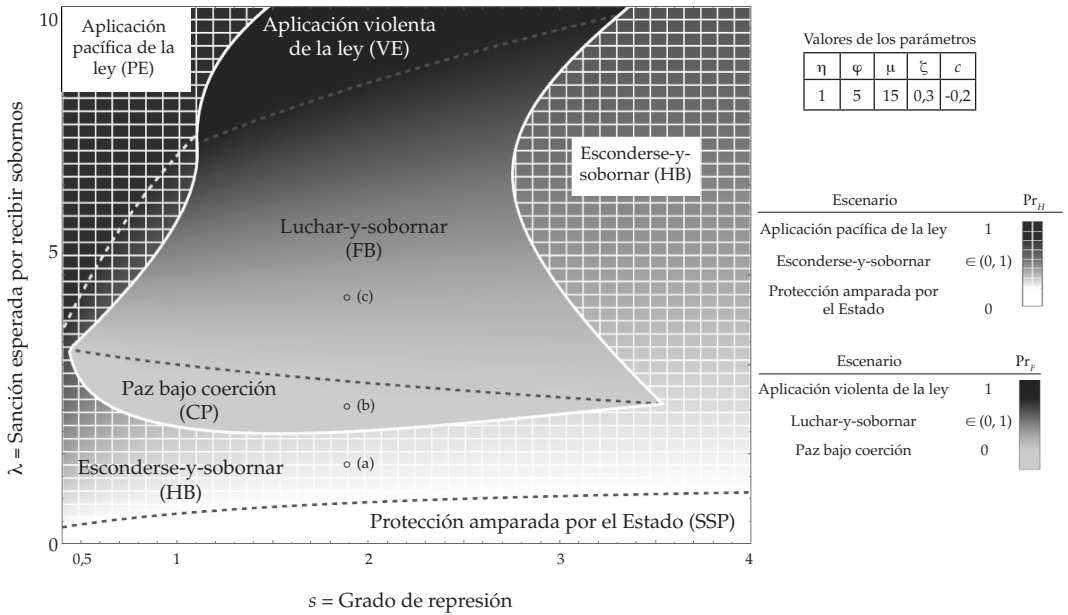 10
5
0
0,5
1
2
3
4
λ = Sanción esperada por recibir sobornos
s = Grado de represión
Aplicación
pacífica de la
ley (PE)
Aplicación violenta
de la ley (VE)
Esconderse-y-
sobornar (HB)
Luchar-y-sobornar
(FB)
(c)
Paz bajo coerción
(CP)
(b)
(a)
Esconderse-y-sobornar
(HB)
Protección amparada por el Estado (SSP)
Valores de los parámetros
η φ μ ζ c
1 5 15 0,3 -0,2
Escenario Pr_H
Aplicación pacífica de la ley 1
Esconderse-y-sobornar ∈ (0, 1)
Protección amparada por
el Estado 0
Escenario Pr_F
Aplicación violenta de la ley 1
Luchar-y-sobornar ∈ (0, 1)
Paz bajo coerción 0